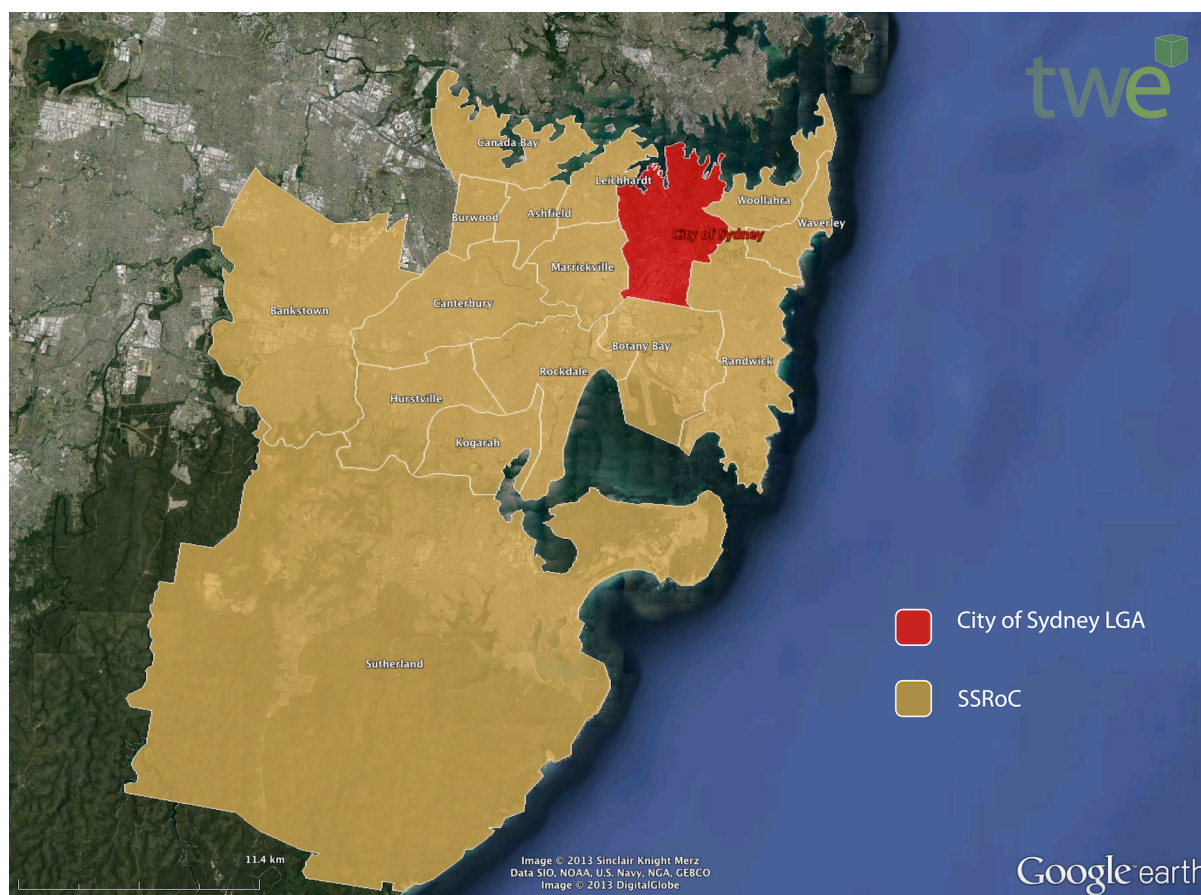 twe
Canada Bay
Leichhardt
Woollahra
Burwood
Ashfield
Waverley
City of Sydney
Marrickville
Canterbury
Bankstown
Botany Bay
Randwick
Rockdale
Hurstville
Kogarah
City of Sydney LGA
Sutherland
SSRoC
11.4 km
Image © 2013 Sinclair Knight Merz
Data SIO, NOAA, U.S. Navy, NGA, GEBCO
Image © 2013 DigitalGlobe
Google earth